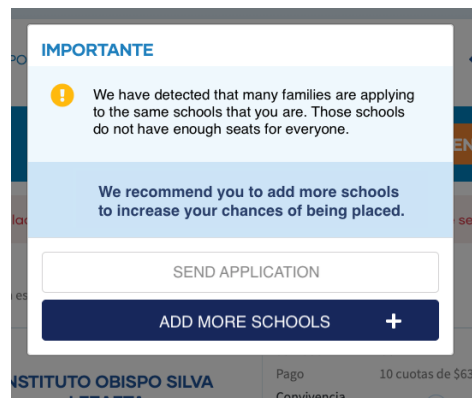 IMPORTANTE
We have detected that many families are applying
to the same schools that you are. Those schools
do not have enough seats for everyone.
We recommend you to add more schools
to increase your chances of being placed.
SEND APPLICATION
ADD MORE SCHOOLS +
Pago 10 cuotas de $63
OBISPO SILVA
Convivencia